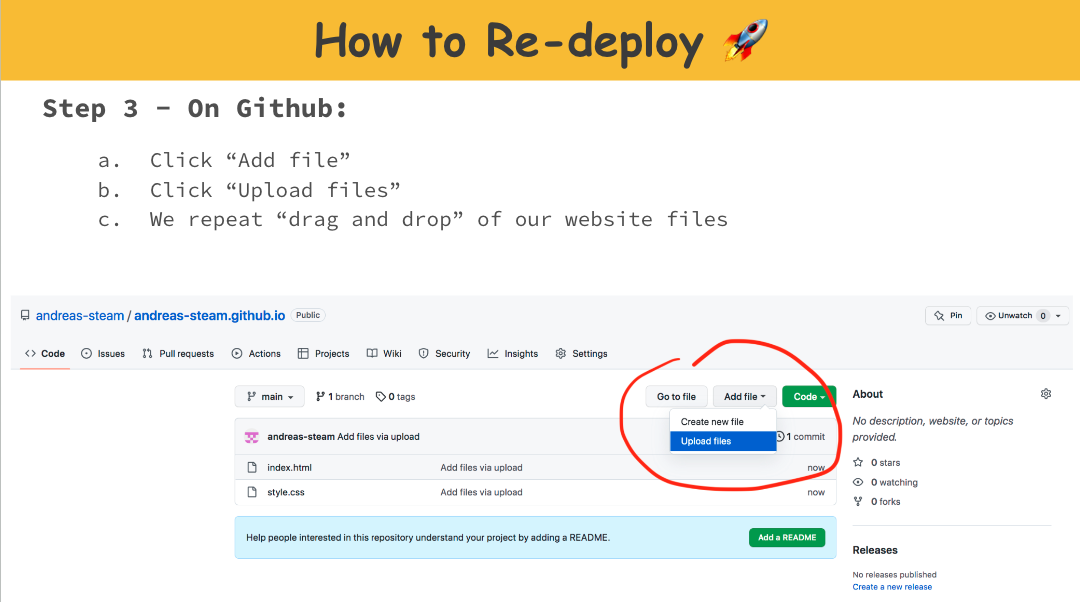 How to Re-deploy 🚀
Step 3 - On Github:
a. Click “Add file”
b. Click “Upload files”
c. We repeat “drag and drop” of our website files
andreas-steam / andreas-steam.github.io Public
Pin
Unwatch 0
Code
Issues
Pull requests
Actions
Projects
Wiki
Security
Insights
Settings
main
1 branch
0 tags
Go to file
Add file
Code
Create new file
Upload files
andreas-steam Add files via upload
1 commit
index.html Add files via upload now
style.css Add files via upload now
Help people interested in this repository understand your project by adding a README.
Add a README
About
No description, website, or topics
provided.
0 stars
0 watching
0 forks
Releases
No releases published
Create a new release